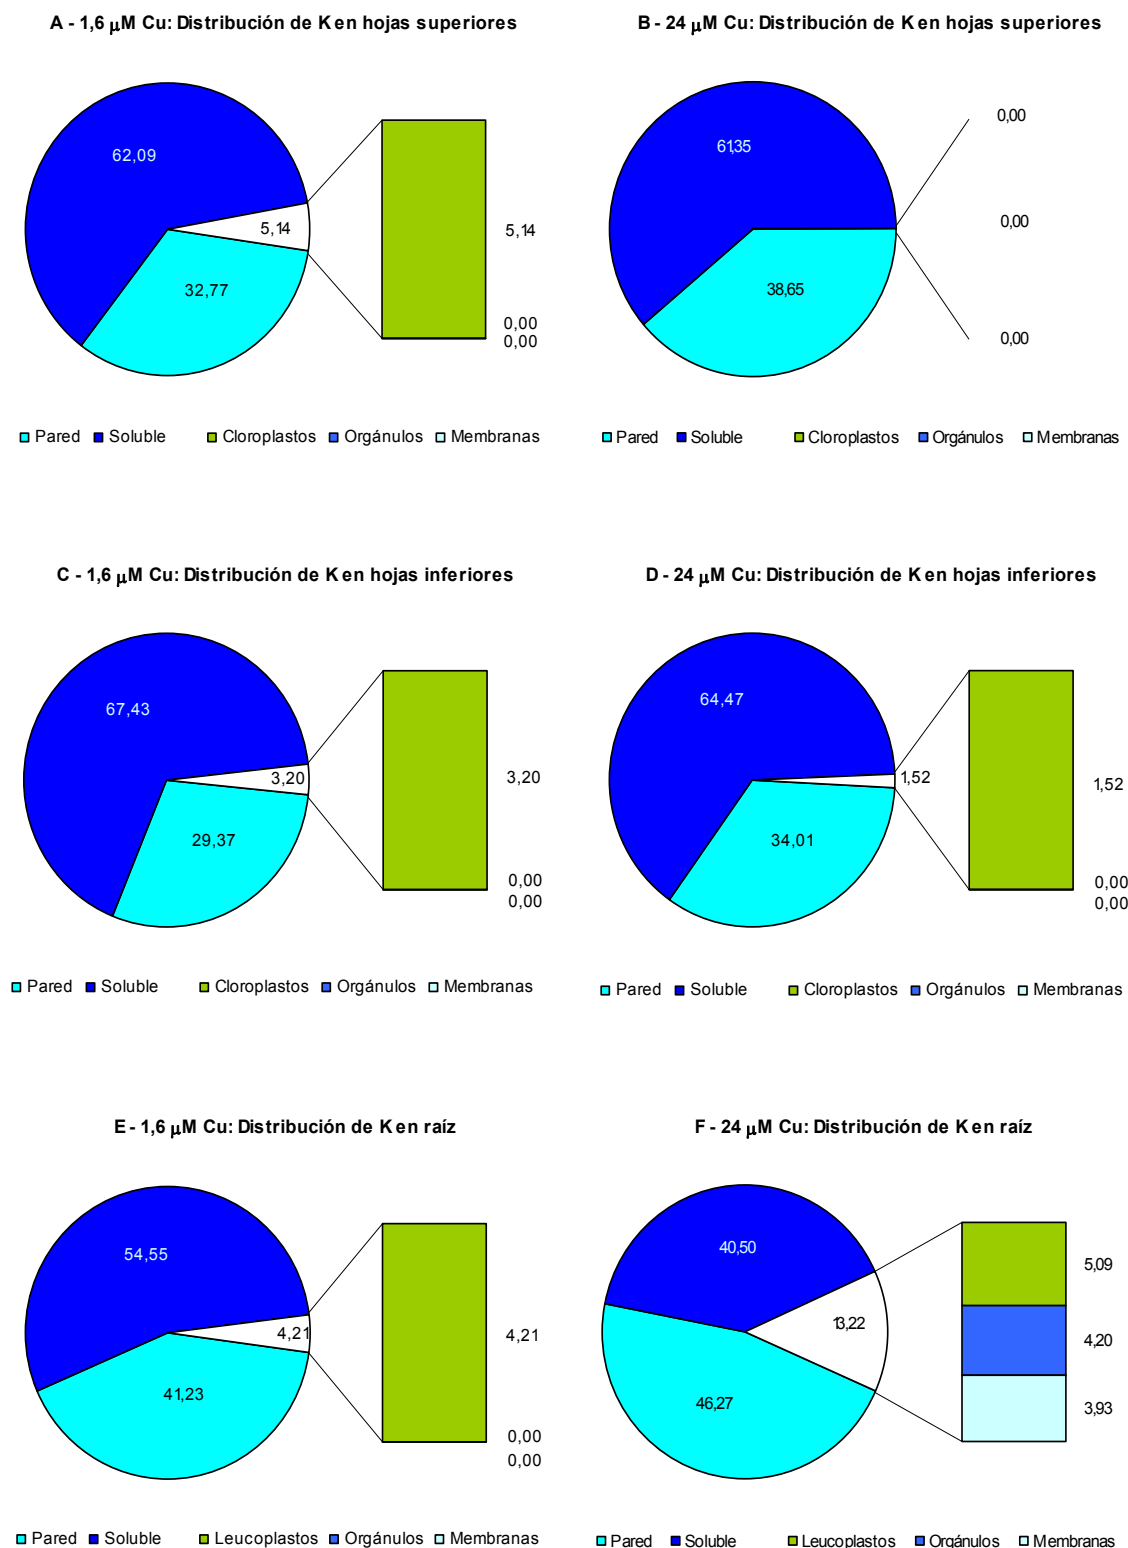 A - 1,6 µM Cu: Distribución de K en hojas superiores
62,09
5,14
32,77
5,14
0,00
0,00
Pared Soluble Cloroplastos Orgánulos Membranas
B - 24 µM Cu: Distribución de K en hojas superiores
61,35
38,65
0,00
0,00
0,00
Pared Soluble Cloroplastos Orgánulos Membranas
C - 1,6 µM Cu: Distribución de K en hojas inferiores
67,43
3,20
29,37
3,20
0,00
0,00
Pared Soluble Cloroplastos Orgánulos Membranas
D - 24 µM Cu: Distribución de K en hojas inferiores
64,47
1,52
34,01
1,52
0,00
0,00
Pared Soluble Cloroplastos Orgánulos Membranas
E - 1,6 µM Cu: Distribución de K en raíz
54,55
4,21
41,23
4,21
0,00
0,00
Pared Soluble Leucoplastos Orgánulos Membranas
F - 24 µM Cu: Distribución de K en raíz
40,50
13,22
46,27
5,09
4,20
3,93
Pared Soluble Leucoplastos Orgánulos Membranas